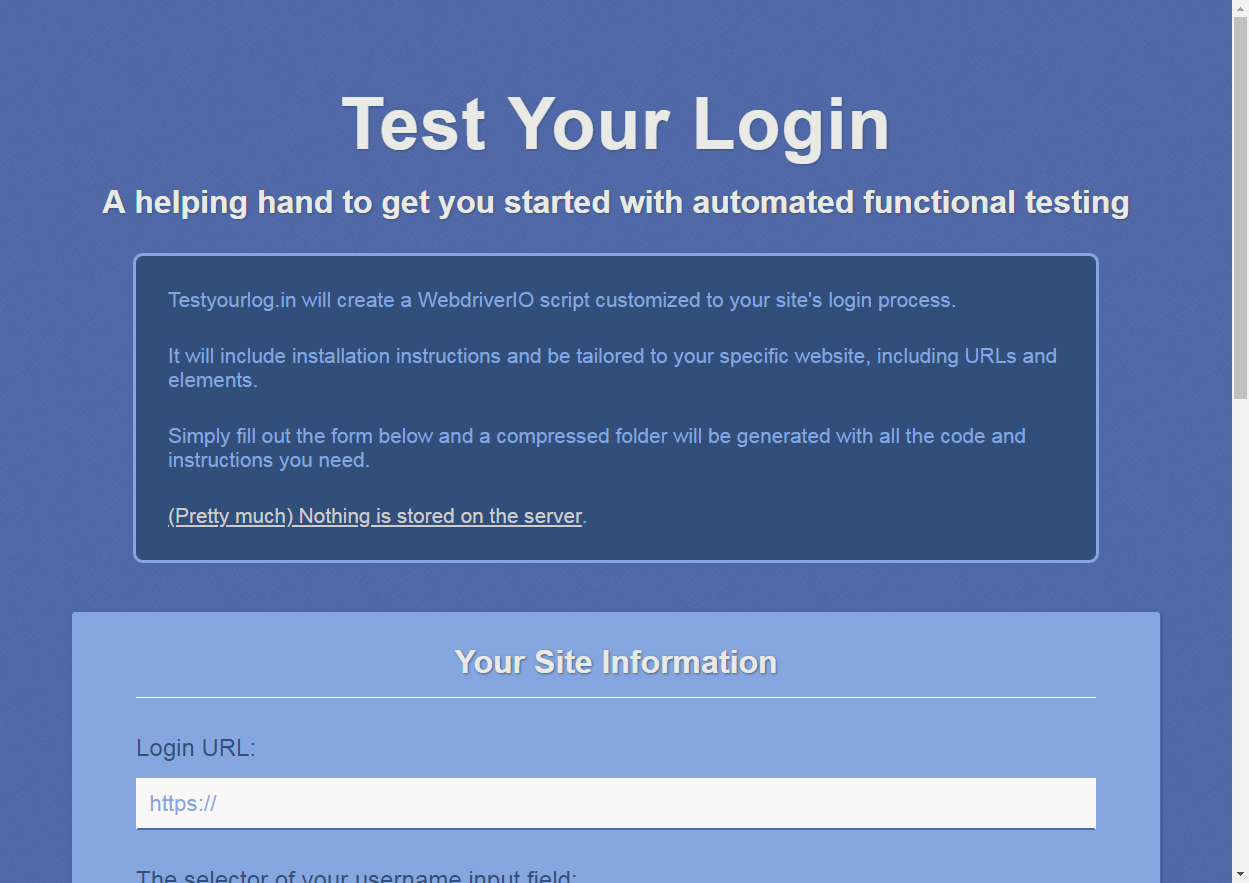 Test Your Login
A helping hand to get you started with automated functional testing
Testyourlog.in will create a WebdriverIO script customized to your site's login process.
It will include installation instructions and be tailored to your specific website, including URLs and
elements.
Simply fill out the form below and a compressed folder will be generated with all the code and
instructions you need.
(Pretty much) Nothing is stored on the server.
Your Site Information
Login URL:
https://
The selector of your username input field: